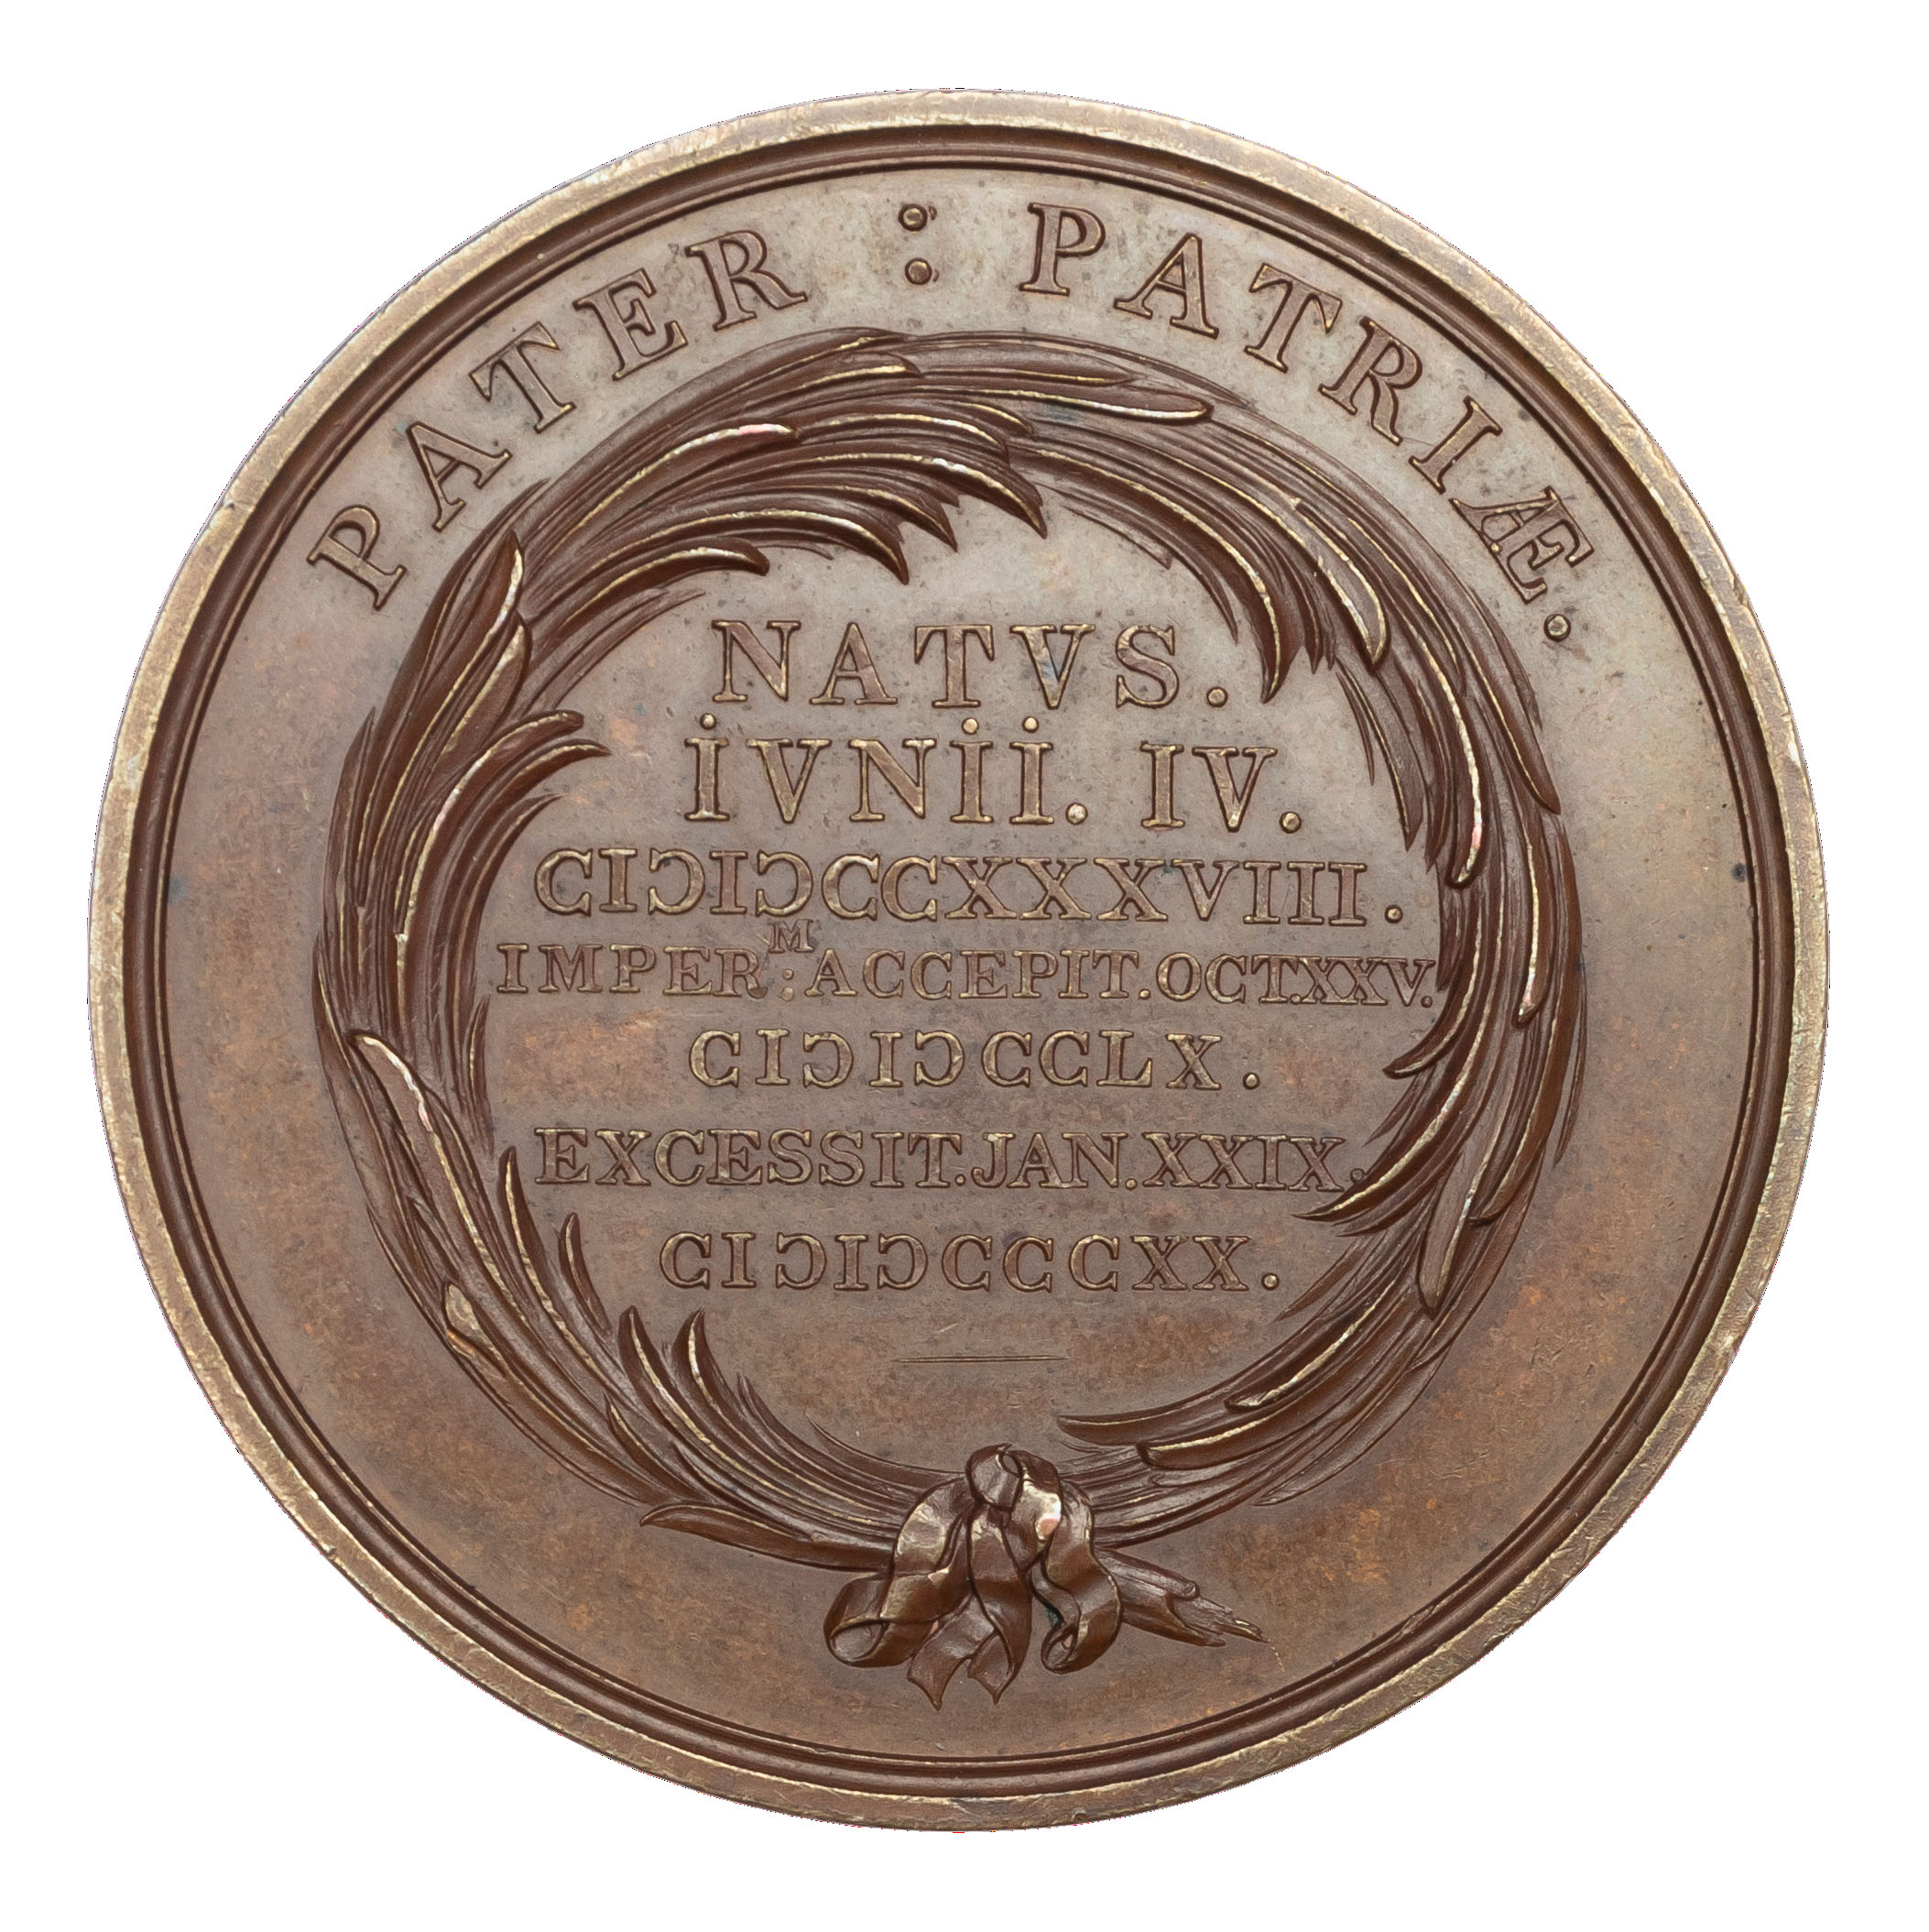 PATER : PATRIÆ.
NATVS.
iVNii. IV.
CIↃIↃCCXXXVIII.
IMPERᴹ:ACCEPIT.OCT.XXV.
CIↃIↃCCLX.
EXCESSIT.JAN.XXIX.
CIↃIↃCCCXX.